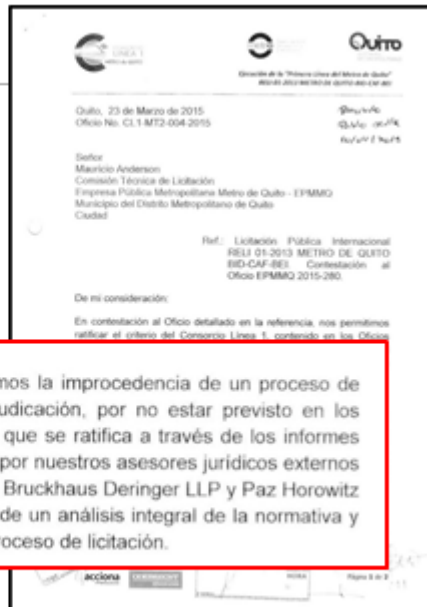 LINEA 1
Quito
Ejecución de la "Primera Línea del Metro de Quito"
Quito, 23 de Marzo de 2015
Oficio No. CL1-MT2-004-2015
Señor
Mauricio Anderson
Comisión Técnica de Licitación
Empresa Pública Metropolitana Metro de Quito - EPMMQ
Municipio del Distrito Metropolitano de Quito
Ciudad
Ref.: Licitación Pública Internacional
RELI 01-2013 METRO DE QUITO
BID-CAF-BEI. Contestación al
Oficio EPMMQ 2015-280.
De mi consideración:
En contestación al Oficio detallado en la referencia, nos permitimos
ratificar el criterio del Consorcio Línea 1, contenido en los Oficios
mos la improcedencia de un proceso de
udicación, por no estar previsto en los
que se ratifica a través de los informes
por nuestros asesores jurídicos externos
Bruckhaus Deringer LLP y Paz Horowitz
de un análisis integral de la normativa y
roceso de licitación.
acciona